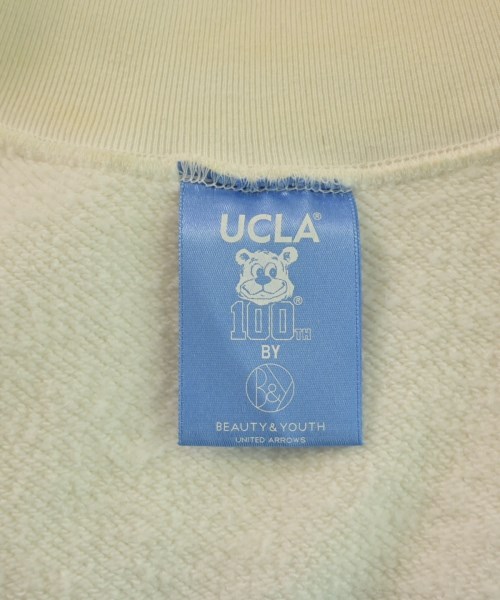 UCLA®
100TH®
BY
B&Y
BEAUTY & YOUTH
UNITED ARROWS